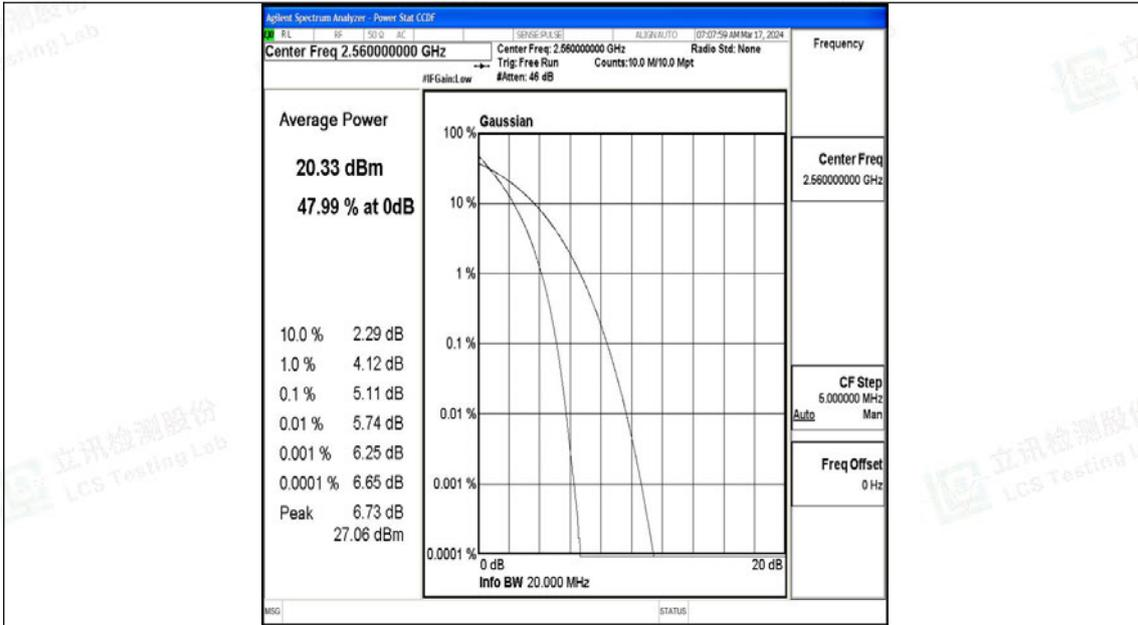 Agilent Spectrum Analyzer - Power Stat CCDF
RL RF 50 Ω AC SENSE:PULSE ALIGN AUTO 07:07:59 AM Mar 17, 2024
Center Freq 2.560000000 GHz
Center Freq: 2.560000000 GHz Radio Std: None
Trig: Free Run Counts:10.0 M/10.0 Mpt
#IFGain:Low #Atten: 46 dB
Frequency
Average Power
20.33 dBm
47.99 % at 0dB
10.0 % 2.29 dB
1.0 % 4.12 dB
0.1 % 5.11 dB
0.01 % 5.74 dB
0.001 % 6.25 dB
0.0001 % 6.65 dB
Peak 6.73 dB
27.06 dBm
Gaussian
100 %
10 %
1 %
0.1 %
0.01 %
0.001 %
0.0001 %
0 dB 20 dB
Info BW 20.000 MHz
Center Freq
2.560000000 GHz
CF Step
5.000000 MHz
Auto Man
Freq Offset
0 Hz
MSG STATUS
立讯检测股份
LCS Testing Lab
立讯检测股
LCS Testing L